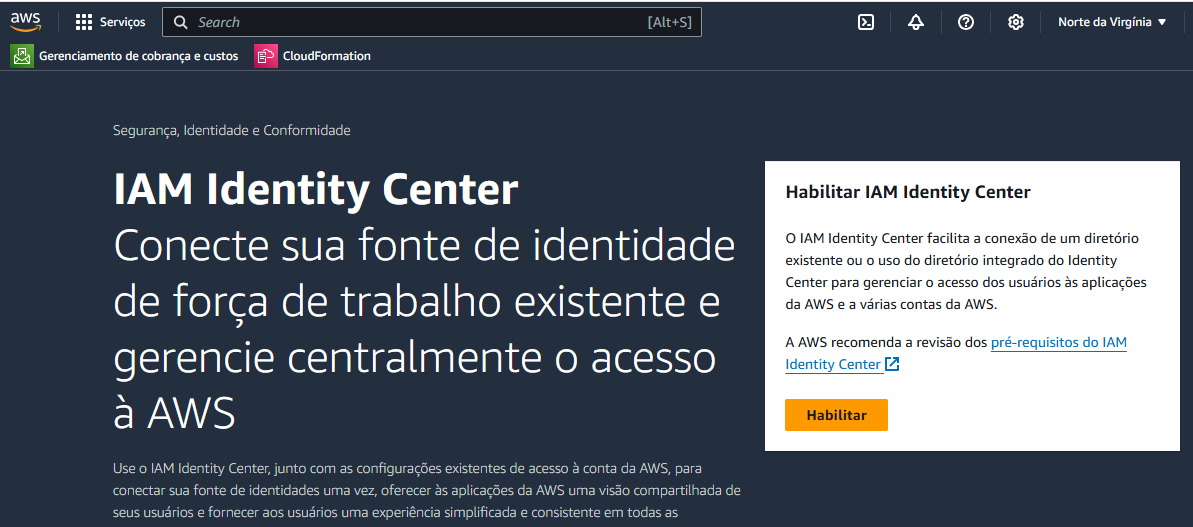 aws
Serviços
Search
[Alt+S]
Norte da Virgínia
Gerenciamento de cobrança e custos
CloudFormation
Segurança, Identidade e Conformidade
IAM Identity Center
Conecte sua fonte de identidade
de força de trabalho existente e
gerencie centralmente o acesso
à AWS
Use o IAM Identity Center, junto com as configurações existentes de acesso à conta da AWS, para
conectar sua fonte de identidades uma vez, oferecer às aplicações da AWS uma visão compartilhada de
seus usuários e fornecer aos usuários uma experiência simplificada e consistente em todas as
Habilitar IAM Identity Center
O IAM Identity Center facilita a conexão de um diretório
existente ou o uso do diretório integrado do Identity
Center para gerenciar o acesso dos usuários às aplicações
da AWS e a várias contas da AWS.
A AWS recomenda a revisão dos pré-requisitos do IAM
Identity Center
Habilitar